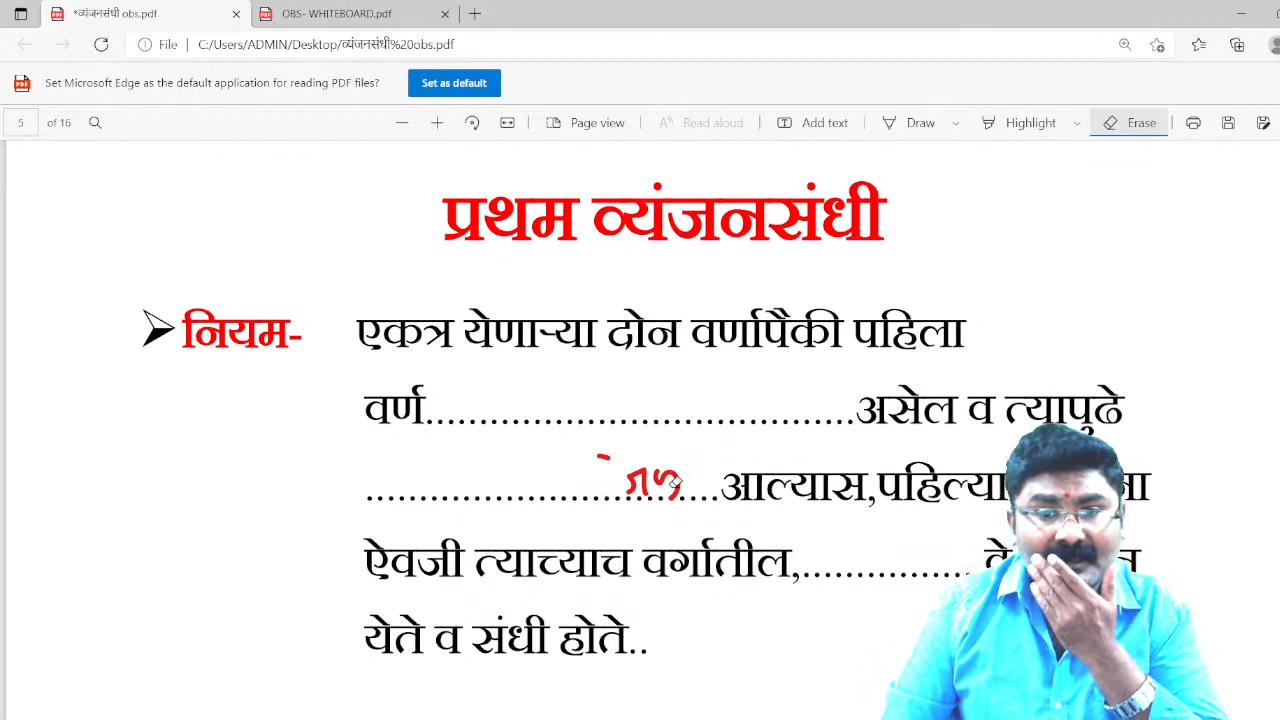 *व्यंजनसंधी obs.pdf
OBS- WHITEBOARD.pdf
File
C:/Users/ADMIN/Desktop/व्यंजनसंधी%20obs.pdf
Set Microsoft Edge as the default application for reading PDF files?
Set as default
5 of 16
Page view
Read aloud
Add text
Draw
Highlight
Erase
प्रथम व्यंजनसंधी
नियम- एकत्र येणाऱ्या दोन वर्णापैकी पहिला
वर्ण........................................असेल व त्यापुढे
.................................आल्यास,
ऐवजी त्याच्याच वर्गातील,................
येते व संधी होते..